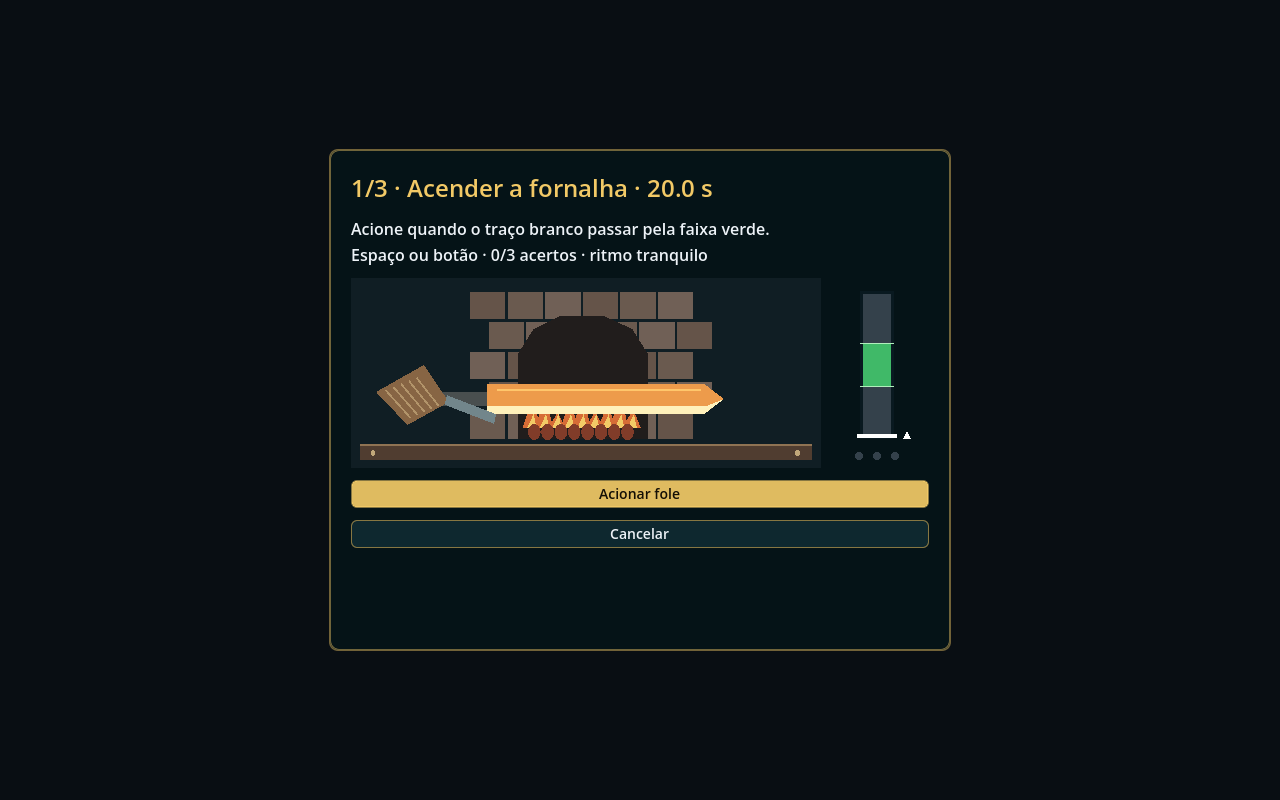 1/3 · Acender a fornalha · 20.0 s
Acione quando o traço branco passar pela faixa verde.
Espaço ou botão · 0/3 acertos · ritmo tranquilo
Acionar fole
Cancelar